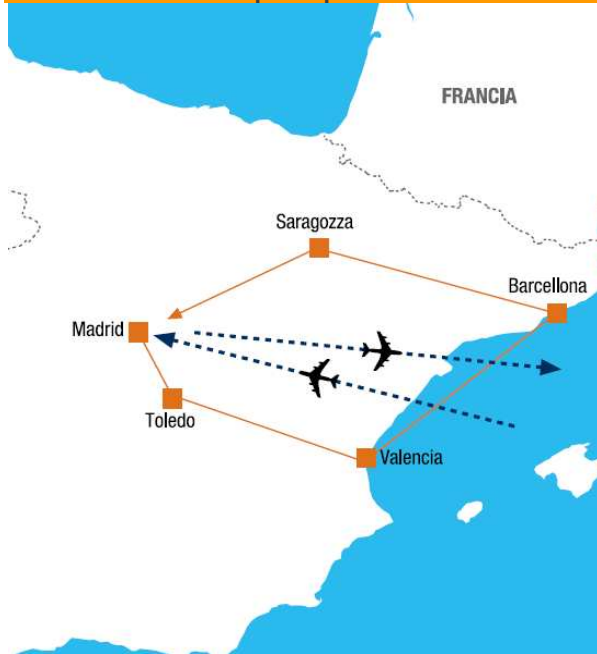 FRANCIA
Saragozza
Barcellona
Madrid
Toledo
Valencia